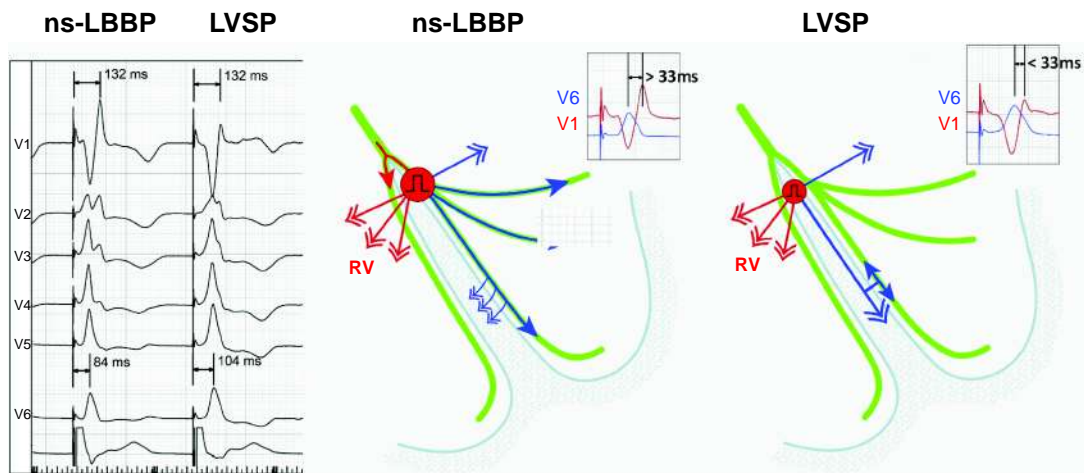 ns-LBBP LVSP ns-LBBP LVSP
132 ms 132 ms
V1
V2
V3
V4
V5
84 ms 104 ms
V6
> 33ms
V6
V1
RV
< 33ms
V6
V1
RV